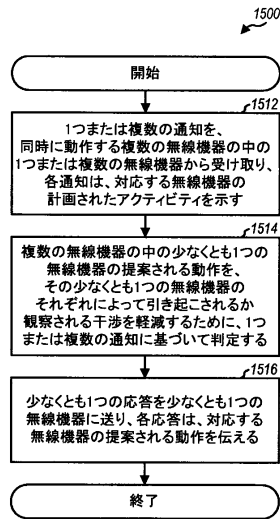 1500
開始
1512
1つまたは複数の通知を、
同時に動作する複数の無線機器の中の
1つまたは複数の無線機器から受け取り、
各通知は、対応する無線機器の
計画されたアクティビティを示す
1514
複数の無線機器の中の少なくとも1つの
無線機器の提案される動作を、
その少なくとも1つの無線機器の
それぞれによって引き起こされるか
観察される干渉を軽減するために、1つ
または複数の通知に基づいて判定する
1516
少なくとも1つの応答を少なくとも1つの
無線機器に送り、各応答は、対応する
無線機器の提案される動作を伝える
終了